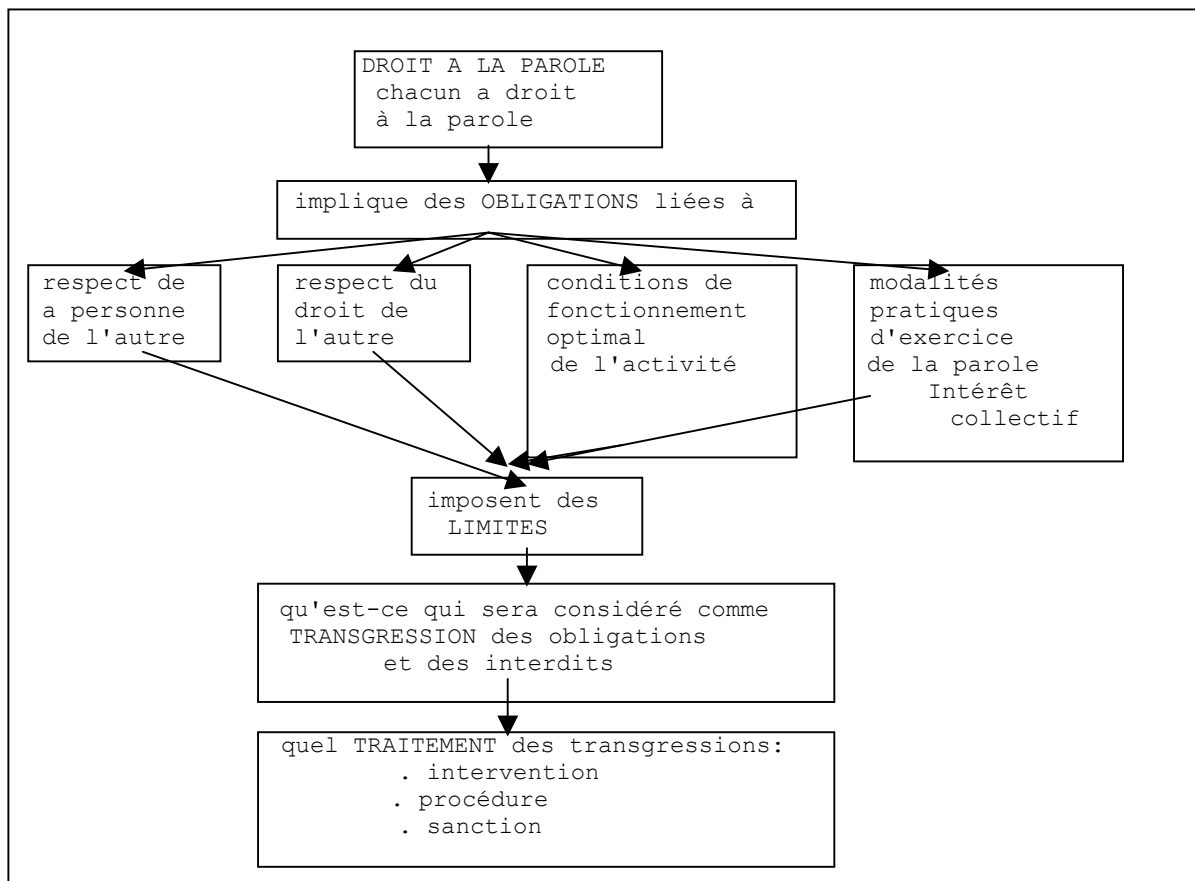 DROIT A LA PAROLE
chacun a droit
à la parole
implique des OBLIGATIONS liées à
respect de
a personne
de l'autre
respect du
droit de
l'autre
conditions de
fonctionnement
optimal
de l'activité
modalités
pratiques
d'exercice
de la parole
Intérêt
collectif
imposent des
LIMITES
qu'est-ce qui sera considéré comme
TRANSGRESSION des obligations
et des interdits
quel TRAITEMENT des transgressions:
. intervention
. procédure
. sanction